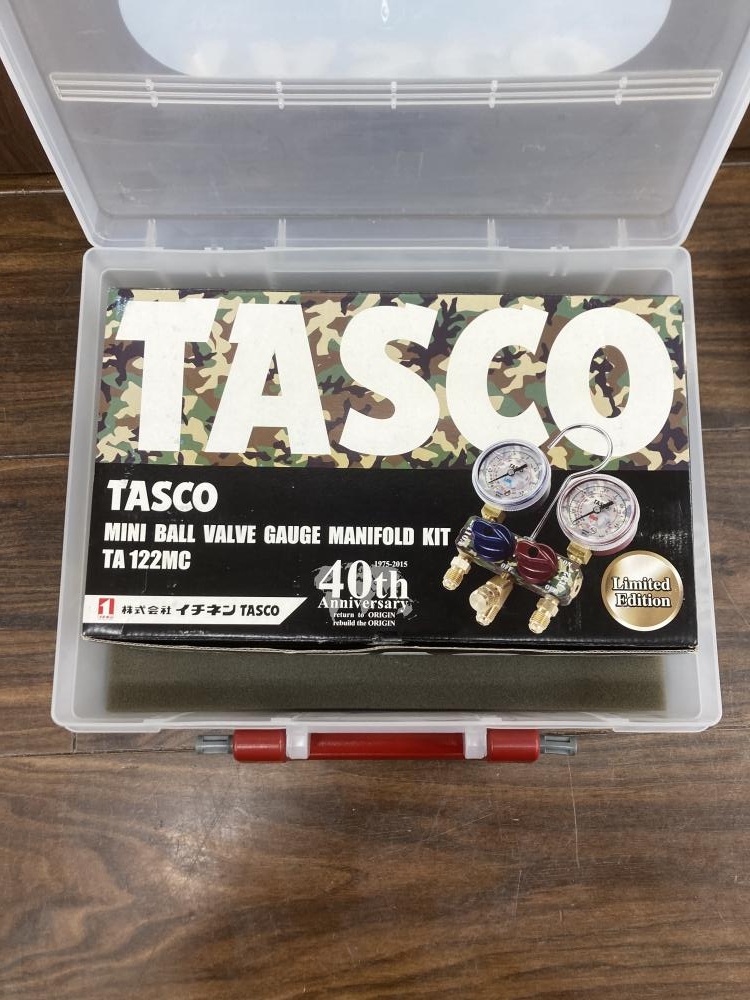 TASCO
TASCO
MINI BALL VALVE GAUGE MANIFOLD KIT
TA 122MC
1975-2015
40th
Anniversary
return to ORIGIN
rebuild the ORIGIN
Limited
Edition
株式会社 イチネン TASCO